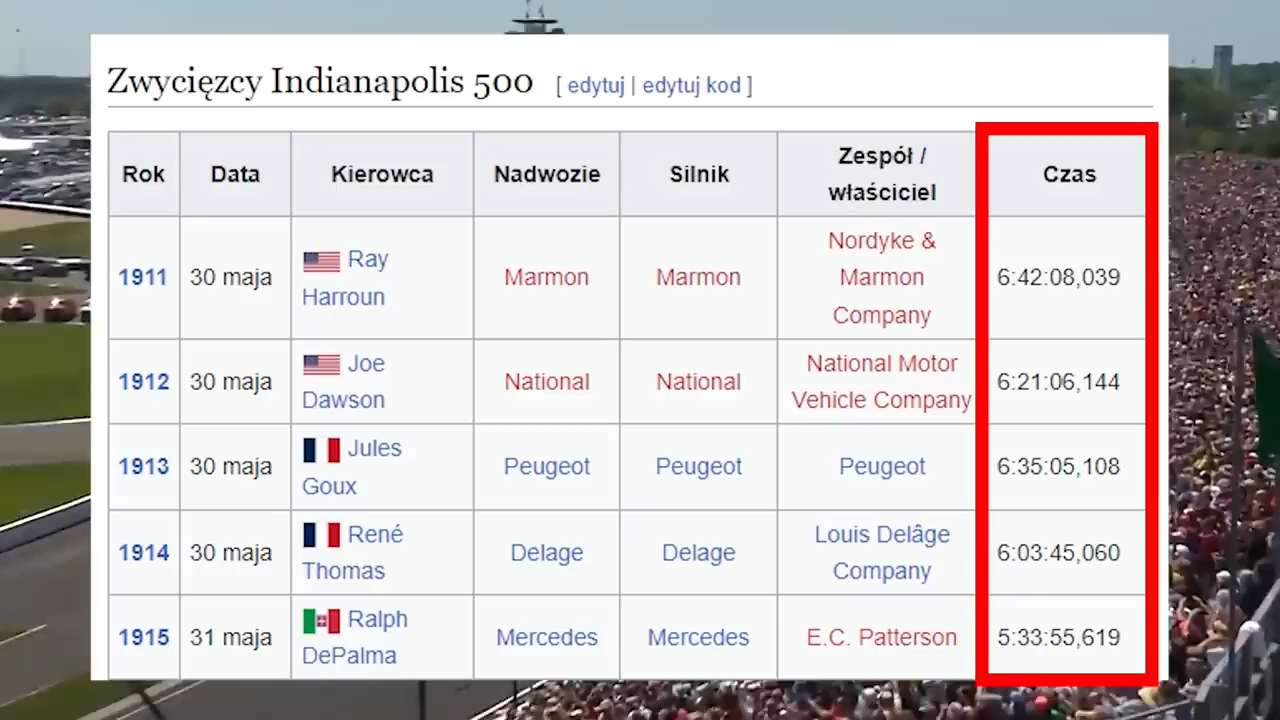 Zwycięzcy Indianapolis 500 [ edytuj | edytuj kod ]
Rok Data Kierowca Nadwozie Silnik Zespół / właściciel Czas
1911 30 maja Ray Harroun Marmon Marmon Nordyke & Marmon Company 6:42:08,039
1912 30 maja Joe Dawson National National National Motor Vehicle Company 6:21:06,144
1913 30 maja Jules Goux Peugeot Peugeot Peugeot 6:35:05,108
1914 30 maja René Thomas Delage Delage Louis Delâge Company 6:03:45,060
1915 31 maja Ralph DePalma Mercedes Mercedes E.C. Patterson 5:33:55,619